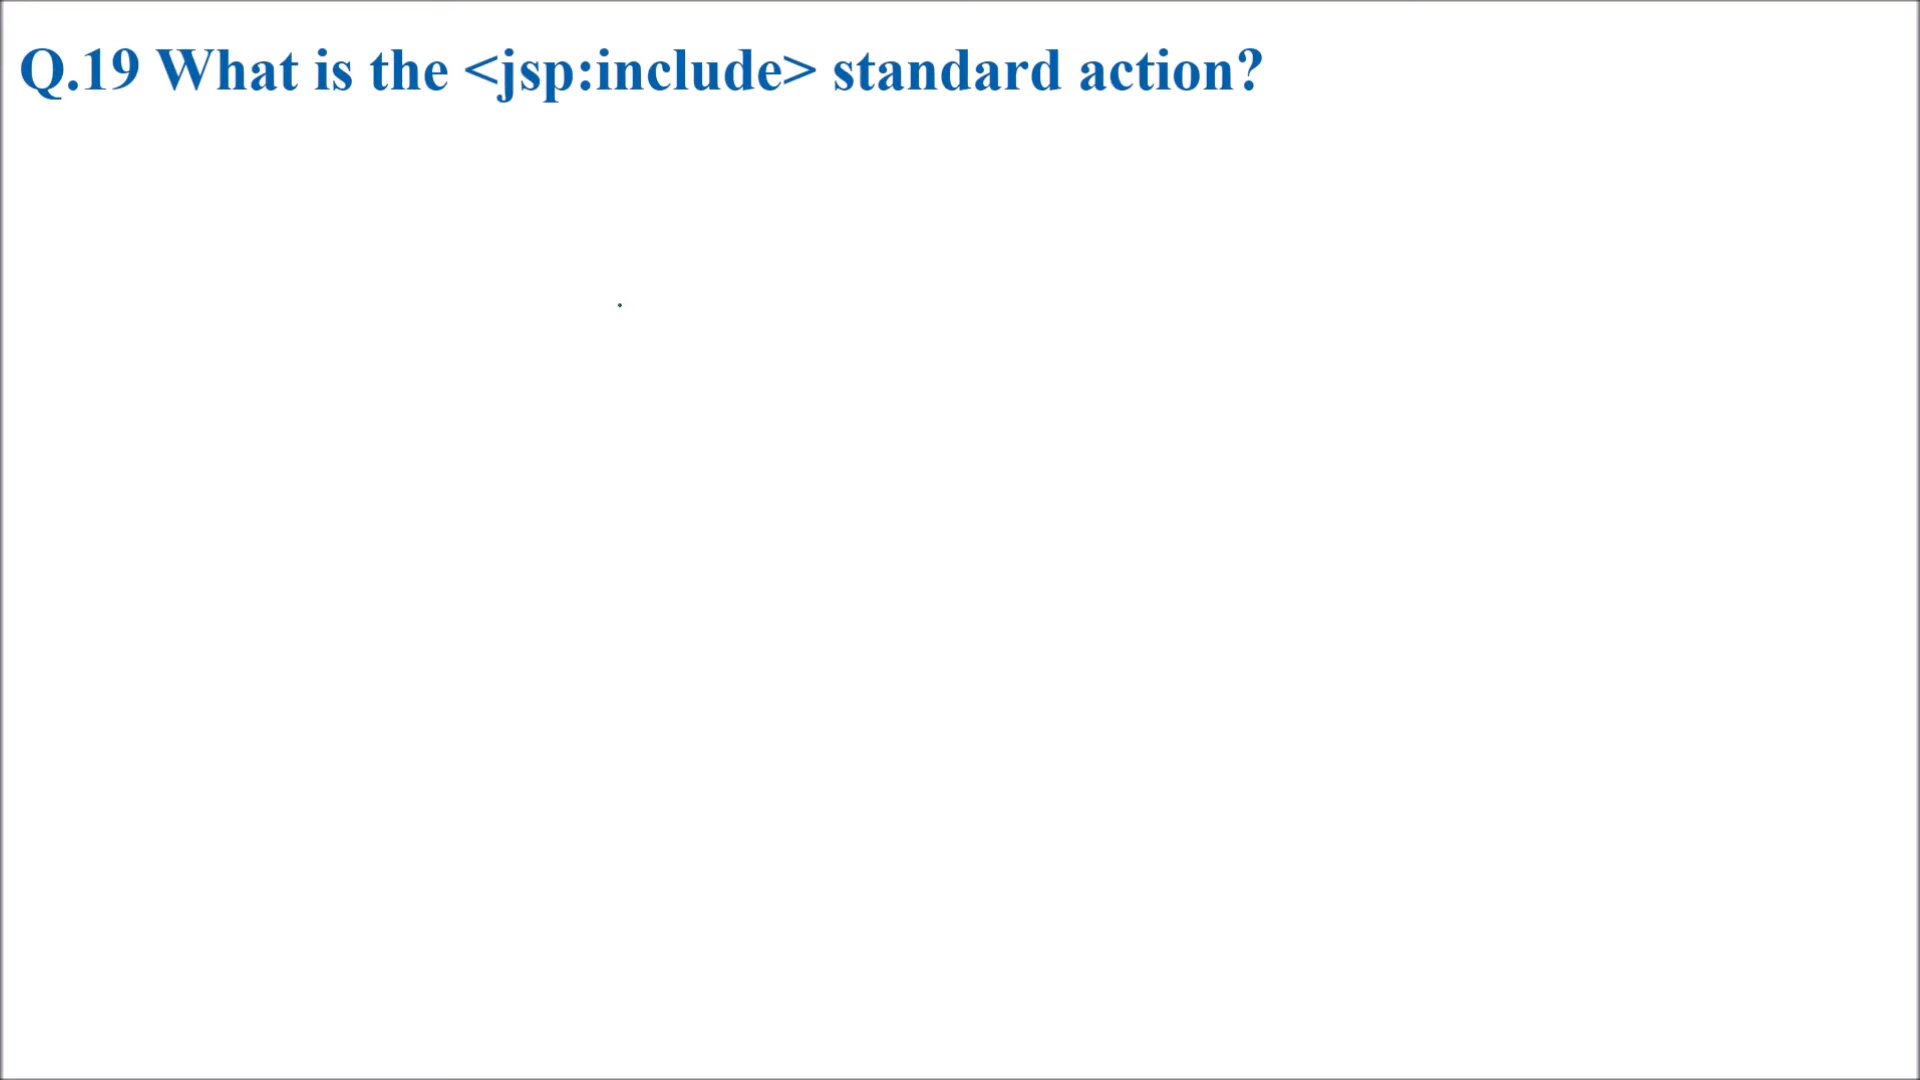 Q.19 What is the <jsp:include> standard action?